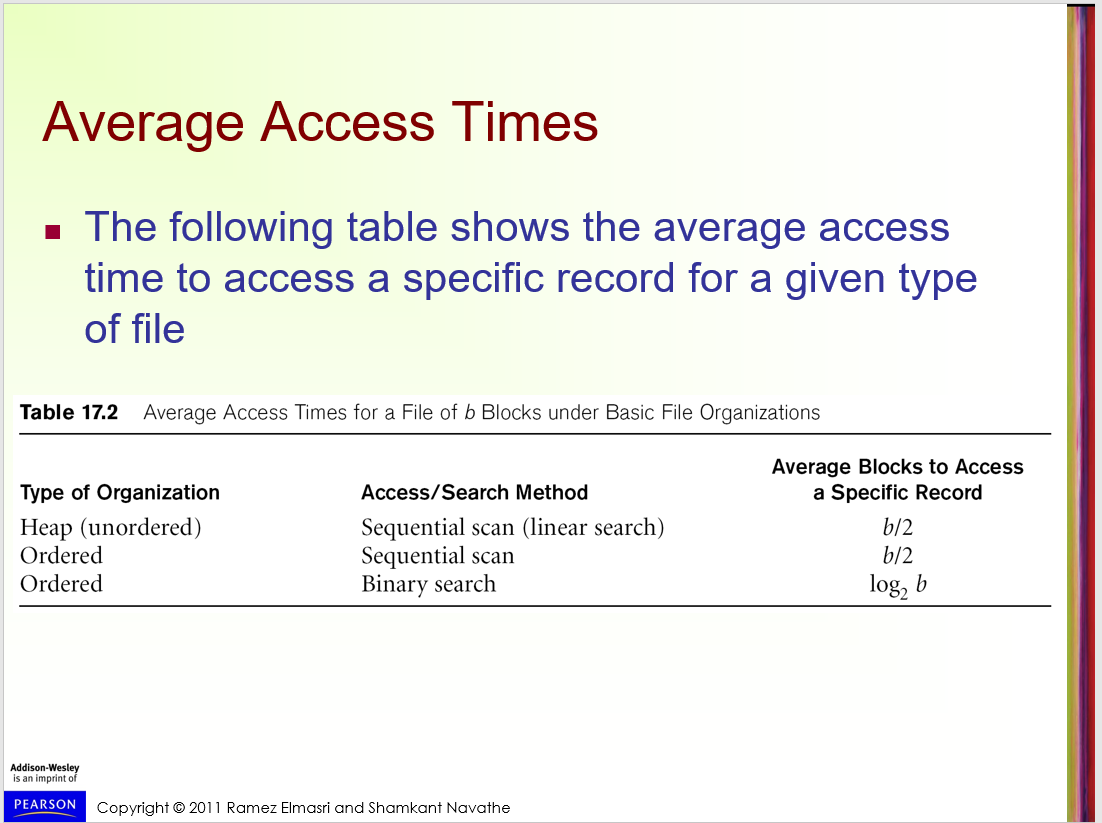 Average Access Times
The following table shows the average access
time to access a specific record for a given type
of file
Table 17.2 Average Access Times for a File of b Blocks under Basic File Organizations
Average Blocks to Access
Type of Organization Access/Search Method a Specific Record
Heap (unordered) Sequential scan (linear search) b/2
Ordered Sequential scan b/2
Ordered Binary search log₂ b
Addison-Wesley
is an imprint of
PEARSON
Copyright © 2011 Ramez Elmasri and Shamkant Navathe